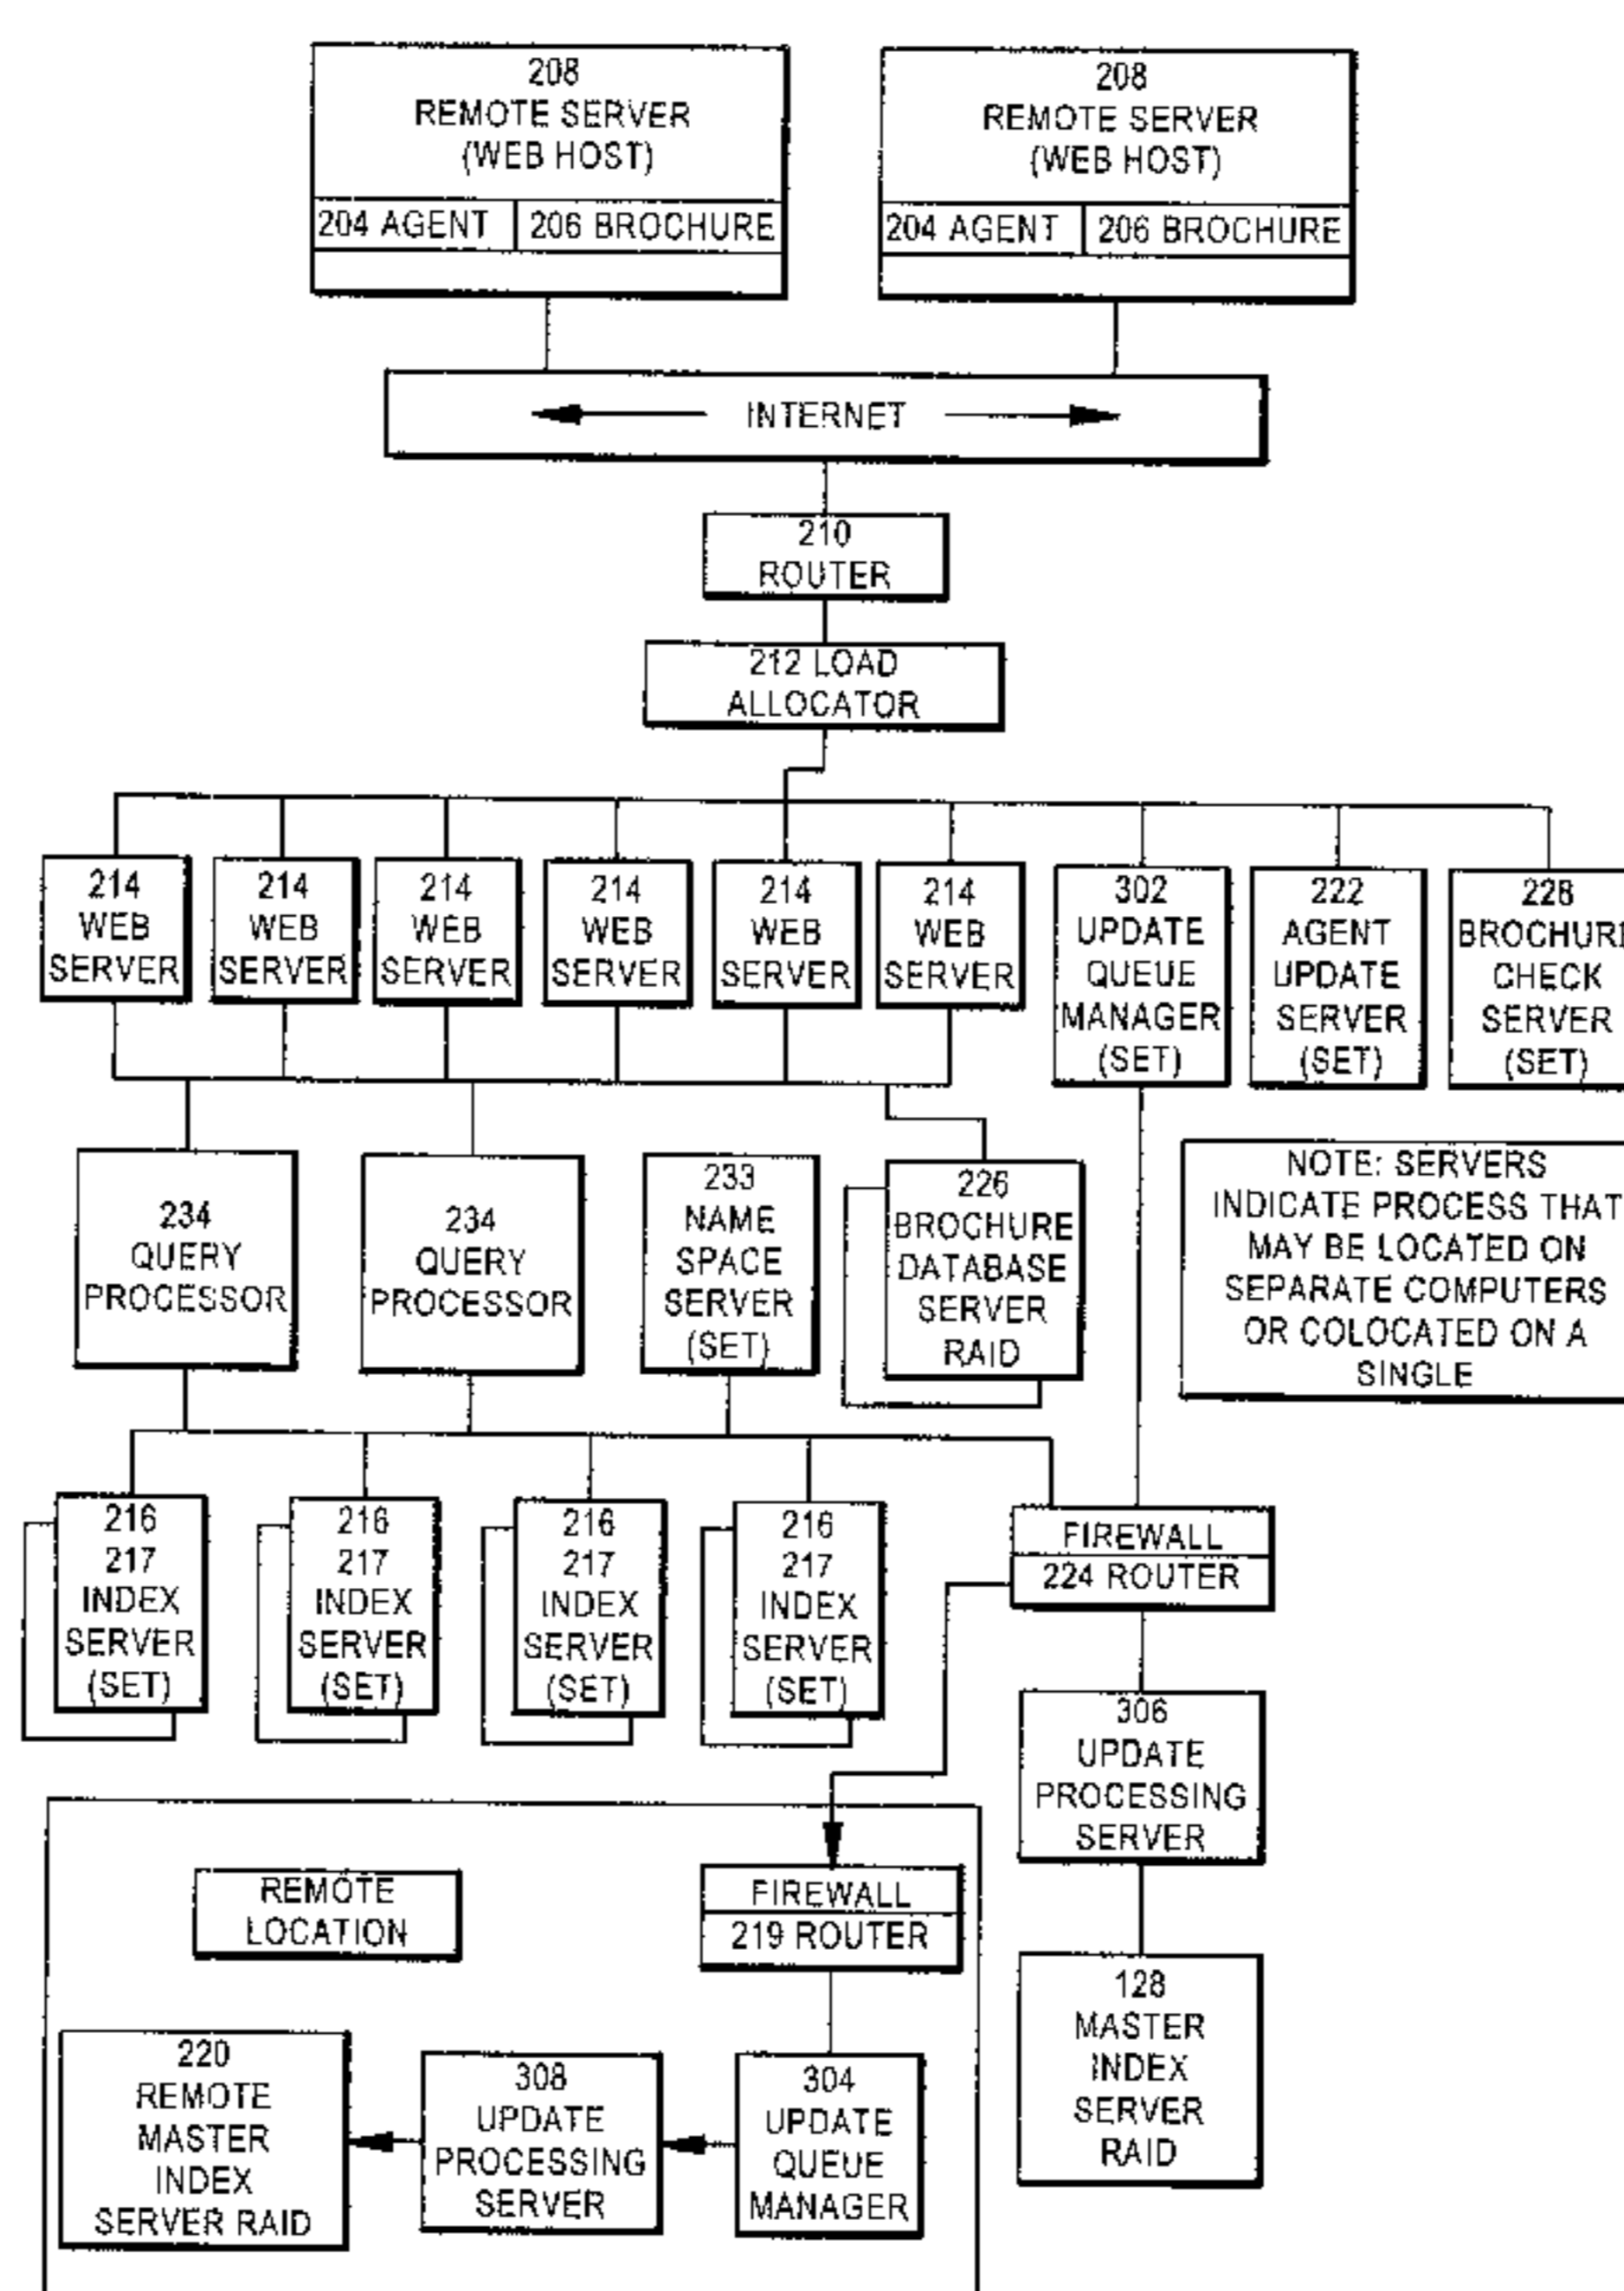 208
REMOTE SERVER
(WEB HOST)
204 AGENT
206 BROCHURE
208
REMOTE SERVER
(WEB HOST)
204 AGENT
206 BROCHURE
INTERNET
210
ROUTER
212 LOAD
ALLOCATOR
214
WEB
SERVER
214
WEB
SERVER
214
WEB
SERVER
214
WEB
SERVER
214
WEB
SERVER
214
WEB
SERVER
302
UPDATE
QUEUE
MANAGER
(SET)
222
AGENT
UPDATE
SERVER
(SET)
228
CHECK
SERVER
(SET)
234
QUERY
PROCESSOR
234
QUERY
PROCESSOR
233
NAME
SPACE
SERVER
(SET)
226
BROCHURE
DATABASE
SERVER
RAID
NOTE: SERVERS
INDICATE PROCESS THAT
MAY BE LOCATED ON
SEPARATE COMPUTERS
OR COLOCATED ON A
SINGLE
216
217
INDEX
SERVER
(SET)
216
217
INDEX
SERVER
(SET)
216
217
INDEX
SERVER
(SET)
216
217
INDEX
SERVER
(SET)
FIREWALL
224 ROUTER
306
UPDATE
PROCESSING
SERVER
128
MASTER
INDEX
SERVER
RAID
REMOTE
LOCATION
FIREWALL
219 ROUTER
220
REMOTE
MASTER
INDEX
SERVER RAID
308
UPDATE
PROCESSING
SERVER
304
UPDATE
QUEUE
MANAGER